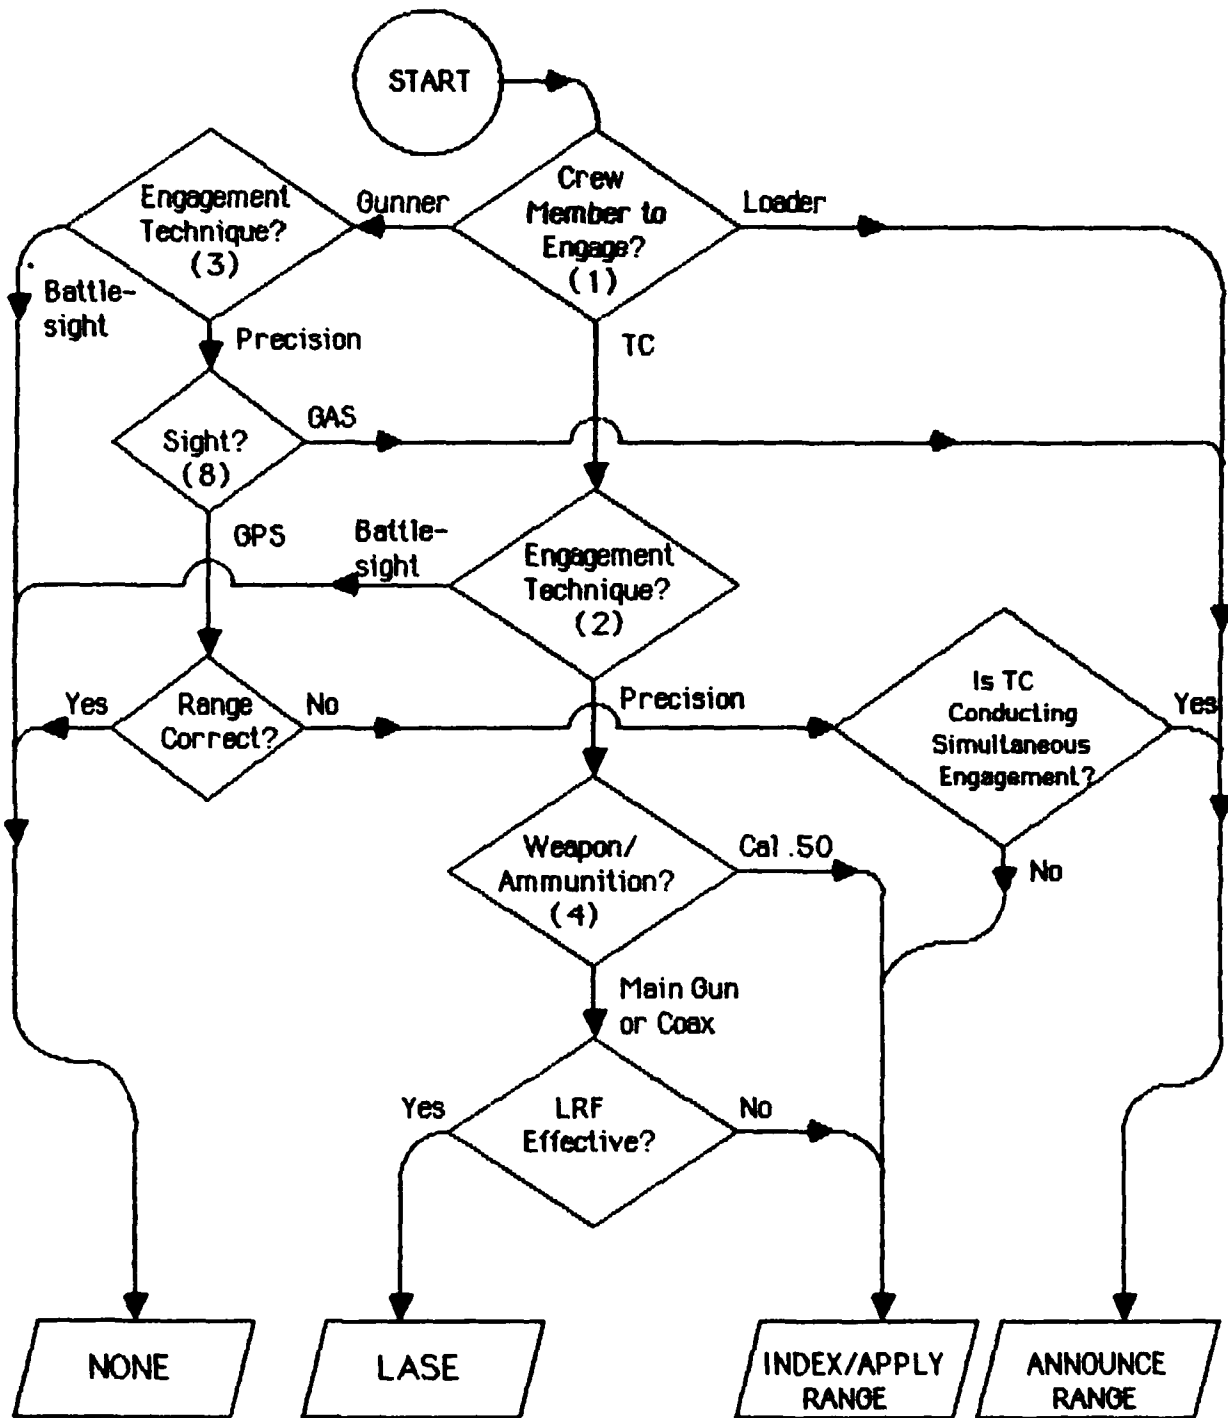 START
Crew
Member to
Engage?
(1)
Gunner
Loader
TC
Engagement
Technique?
(3)
Battle-
sight
Precision
Sight?
(8)
GAS
GPS
Engagement
Technique?
(2)
Battle-
sight
Precision
Range
Correct?
Yes
No
Is TC
Conducting
Simultaneous
Engagement?
Yes
No
Weapon/
Ammunition?
(4)
Cal .50
Main Gun
or Coax
LRF
Effective?
Yes
No
NONE
LASE
INDEX/APPLY
RANGE
ANNOUNCE
RANGE